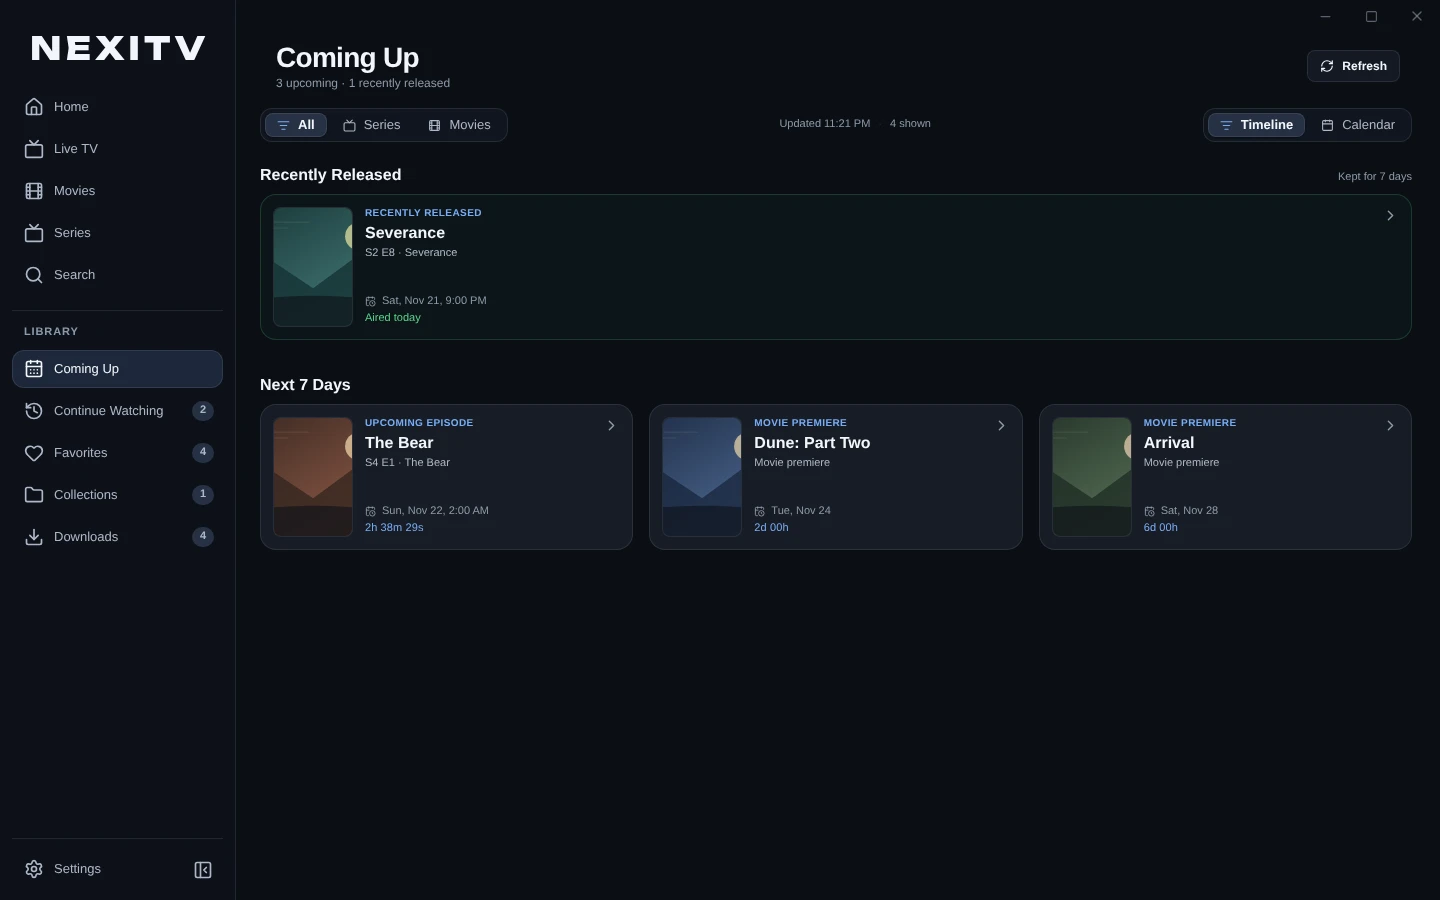 NEXITV
Home
Live TV
Movies
Series
Search
LIBRARY
Coming Up
Continue Watching 2
Favorites 4
Collections 1
Downloads 4
Settings
Coming Up
3 upcoming · 1 recently released
Refresh
All Series Movies
Updated 11:21 PM 4 shown
Timeline Calendar
Recently Released
Kept for 7 days
RECENTLY RELEASED
Severance
S2 E8 · Severance
Sat, Nov 21, 9:00 PM
Aired today
Next 7 Days
UPCOMING EPISODE
The Bear
S4 E1 · The Bear
Sun, Nov 22, 2:00 AM
2h 38m 29s
MOVIE PREMIERE
Dune: Part Two
Movie premiere
Tue, Nov 24
2d 00h
MOVIE PREMIERE
Arrival
Movie premiere
Sat, Nov 28
6d 00h